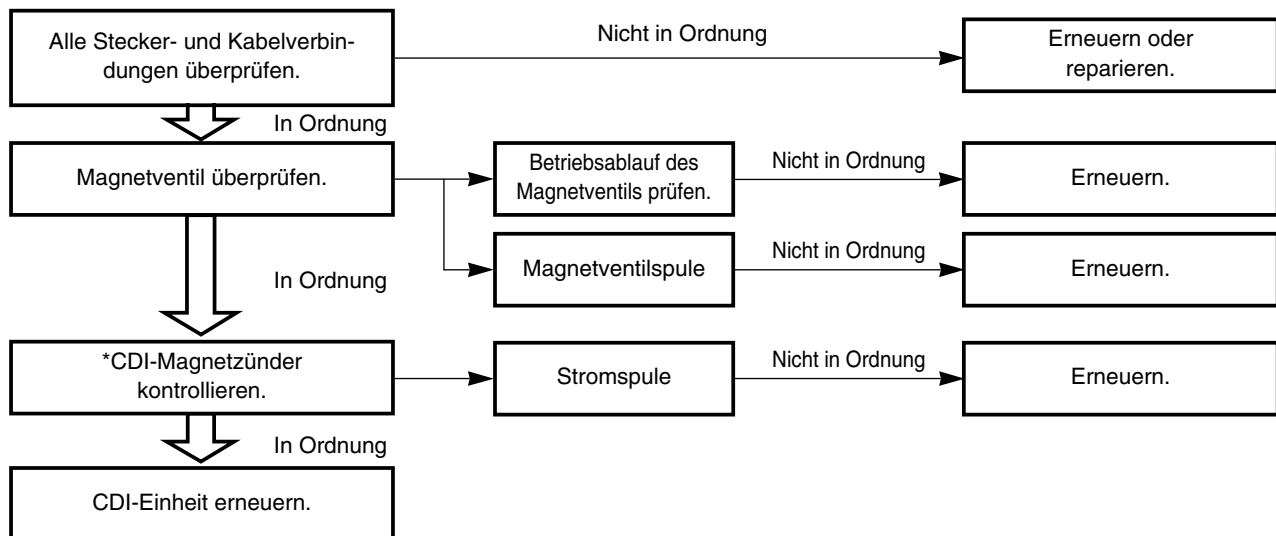 Alle Stecker- und Kabelverbin-
dungen überprüfen.
Nicht in Ordnung
Erneuern oder
reparieren.
In Ordnung
Magnetventil überprüfen.
Betriebsablauf des
Magnetventils prüfen.
Nicht in Ordnung
Erneuern.
Magnetventilspule
Nicht in Ordnung
Erneuern.
In Ordnung
*CDI-Magnetzünder
kontrollieren.
Stromspule
Nicht in Ordnung
Erneuern.
In Ordnung
CDI-Einheit erneuern.